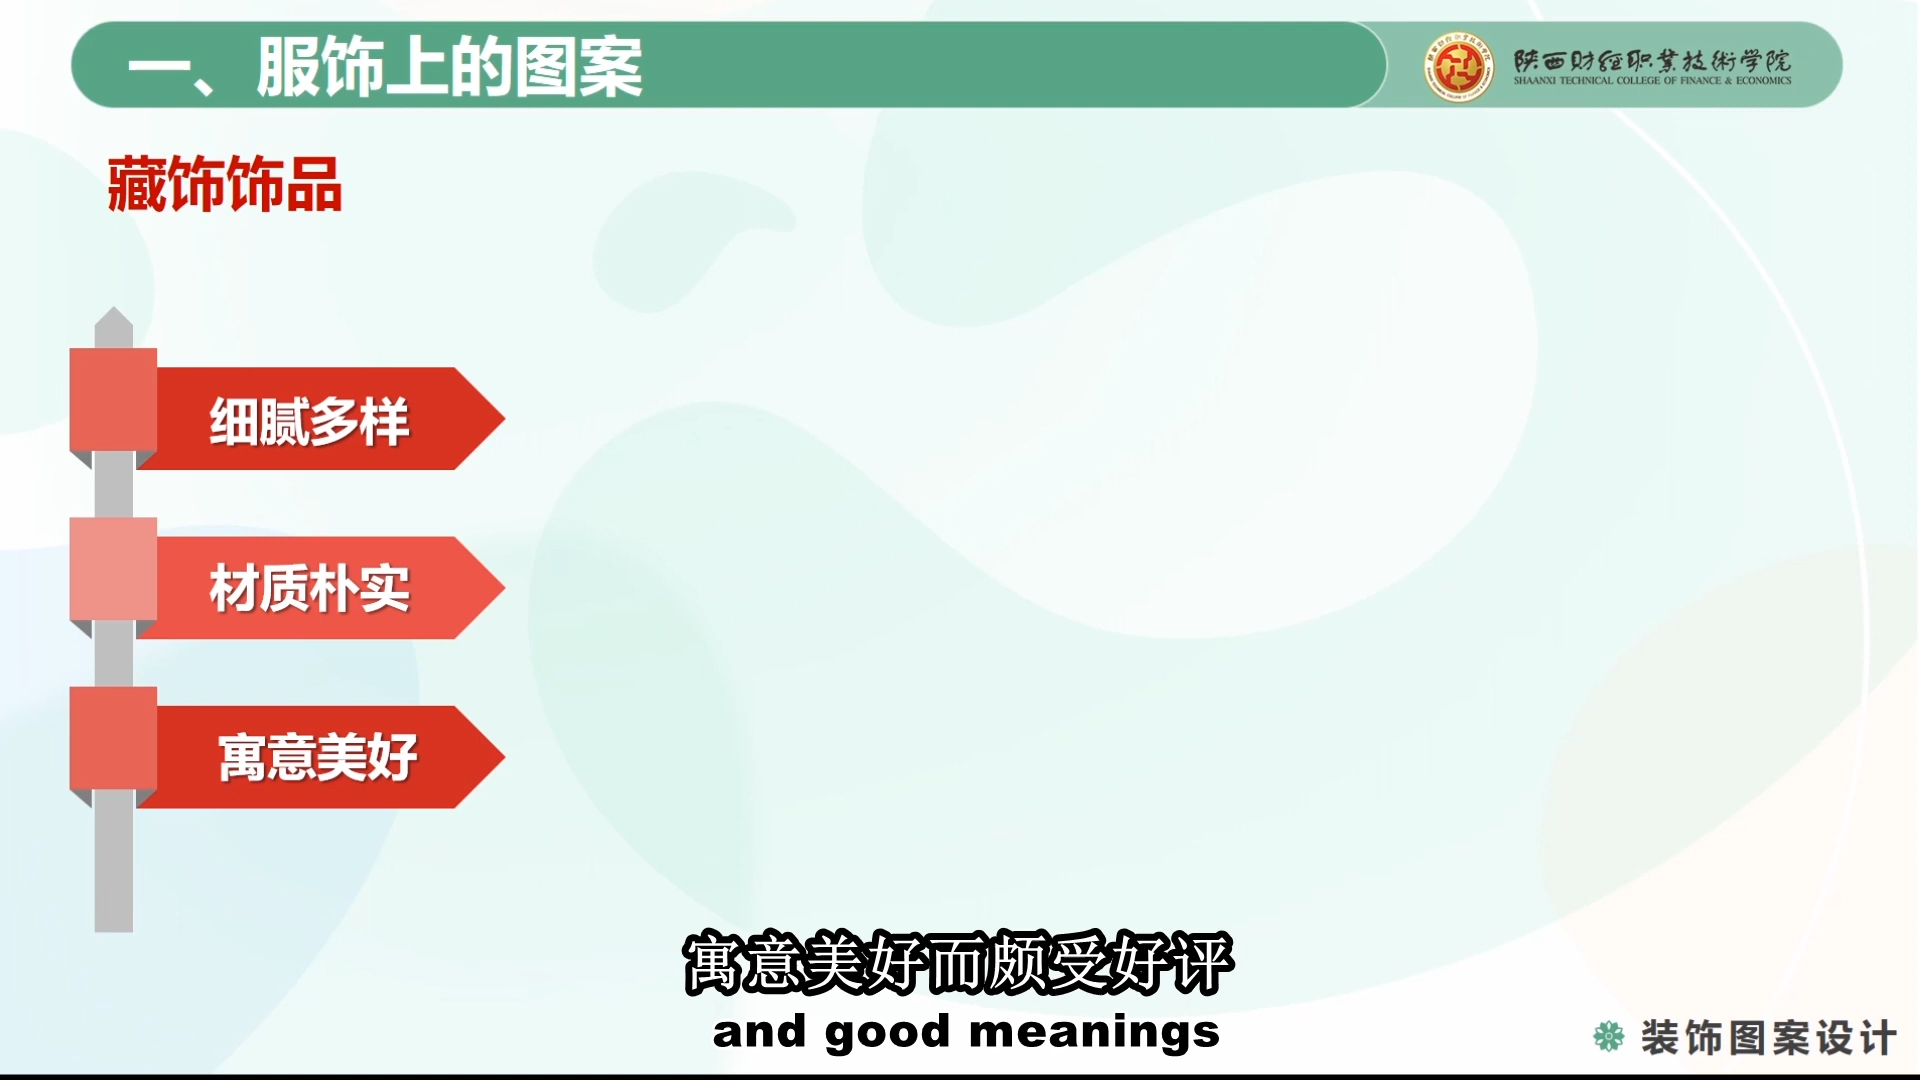 一、服饰上的图案
陕西财经职业技術学院
SHAANXI TECHNICAL COLLEGE OF FINANCE & ECONOMICS
藏饰饰品
细腻多样
材质朴实
寓意美好
寓意美好而颇受好评
and good meanings
装饰图案设计